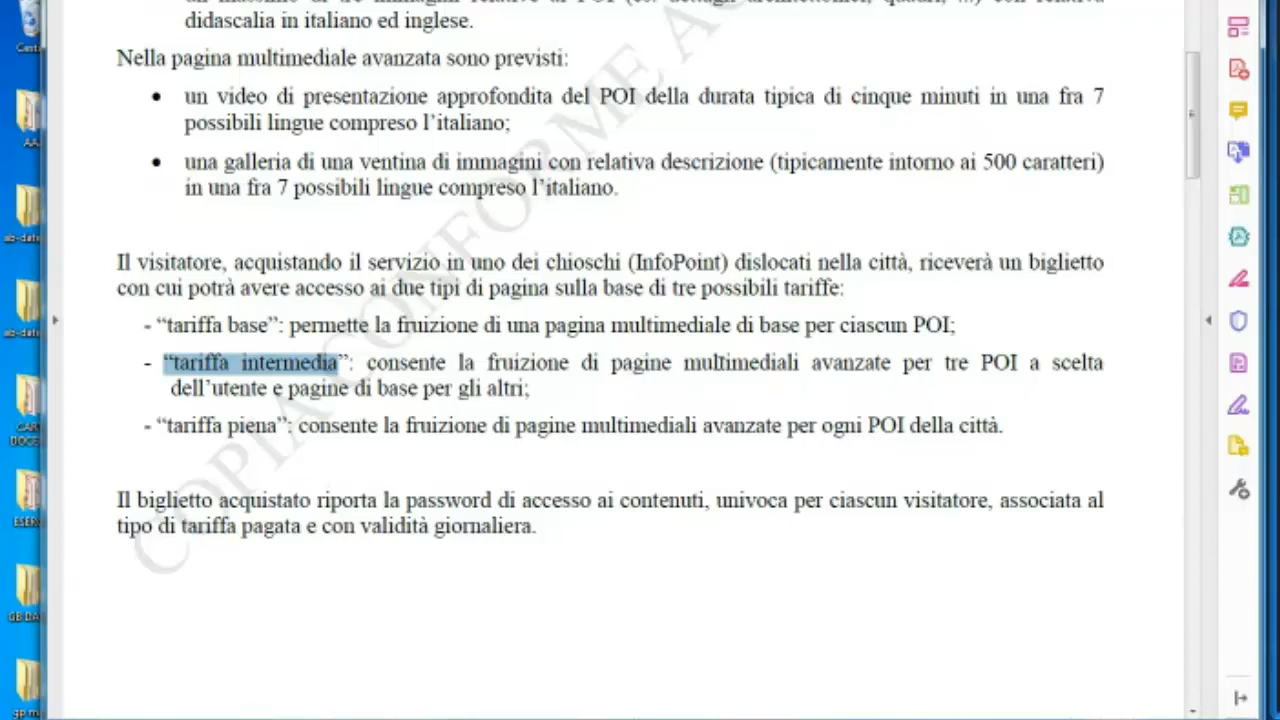 didascalia in italiano ed inglese.
Nella pagina multimediale avanzata sono previsti:
• un video di presentazione approfondita del POI della durata tipica di cinque minuti in una fra 7
possibili lingue compreso l'italiano;
• una galleria di una ventina di immagini con relativa descrizione (tipicamente intorno ai 500 caratteri)
in una fra 7 possibili lingue compreso l'italiano.
Il visitatore, acquistando il servizio in uno dei chioschi (InfoPoint) dislocati nella città, riceverà un biglietto
con cui potrà avere accesso ai due tipi di pagina sulla base di tre possibili tariffe:
- “tariffa base”: permette la fruizione di una pagina multimediale di base per ciascun POI;
- “tariffa intermedia”: consente la fruizione di pagine multimediali avanzate per tre POI a scelta
dell'utente e pagine di base per gli altri;
- “tariffa piena”: consente la fruizione di pagine multimediali avanzate per ogni POI della città.
Il biglietto acquistato riporta la password di accesso ai contenuti, univoca per ciascun visitatore, associata al
tipo di tariffa pagata e con validità giornaliera.
COPIA CONFORME A